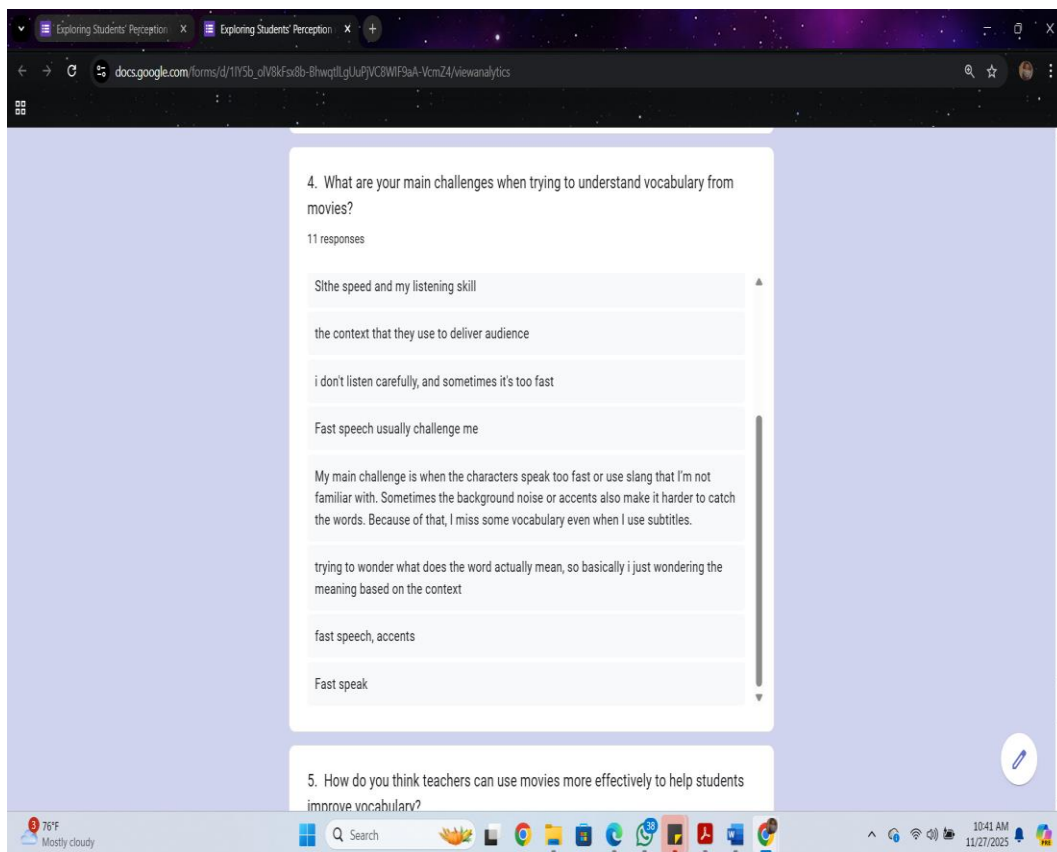 Exploring Students' Perception
Exploring Students' Perception
docs.google.com/forms/d/1IY5b_olV8kFsx8b-BhwqtlLgUuPjVC8WIF9aA-VcmZ4/viewanalytics
4. What are your main challenges when trying to understand vocabulary from
movies?
11 responses
Slthe speed and my listening skill
the context that they use to deliver audience
i don't listen carefully, and sometimes it's too fast
Fast speech usually challenge me
My main challenge is when the characters speak too fast or use slang that I'm not
familiar with. Sometimes the background noise or accents also make it harder to catch
the words. Because of that, I miss some vocabulary even when I use subtitles.
trying to wonder what does the word actually mean, so basically i just wondering the
meaning based on the context
fast speech, accents
Fast speak
5. How do you think teachers can use movies more effectively to help students
improve vocabulary?
3
76°F
Mostly cloudy
Search
38
10:41 AM
11/27/2025
PRE